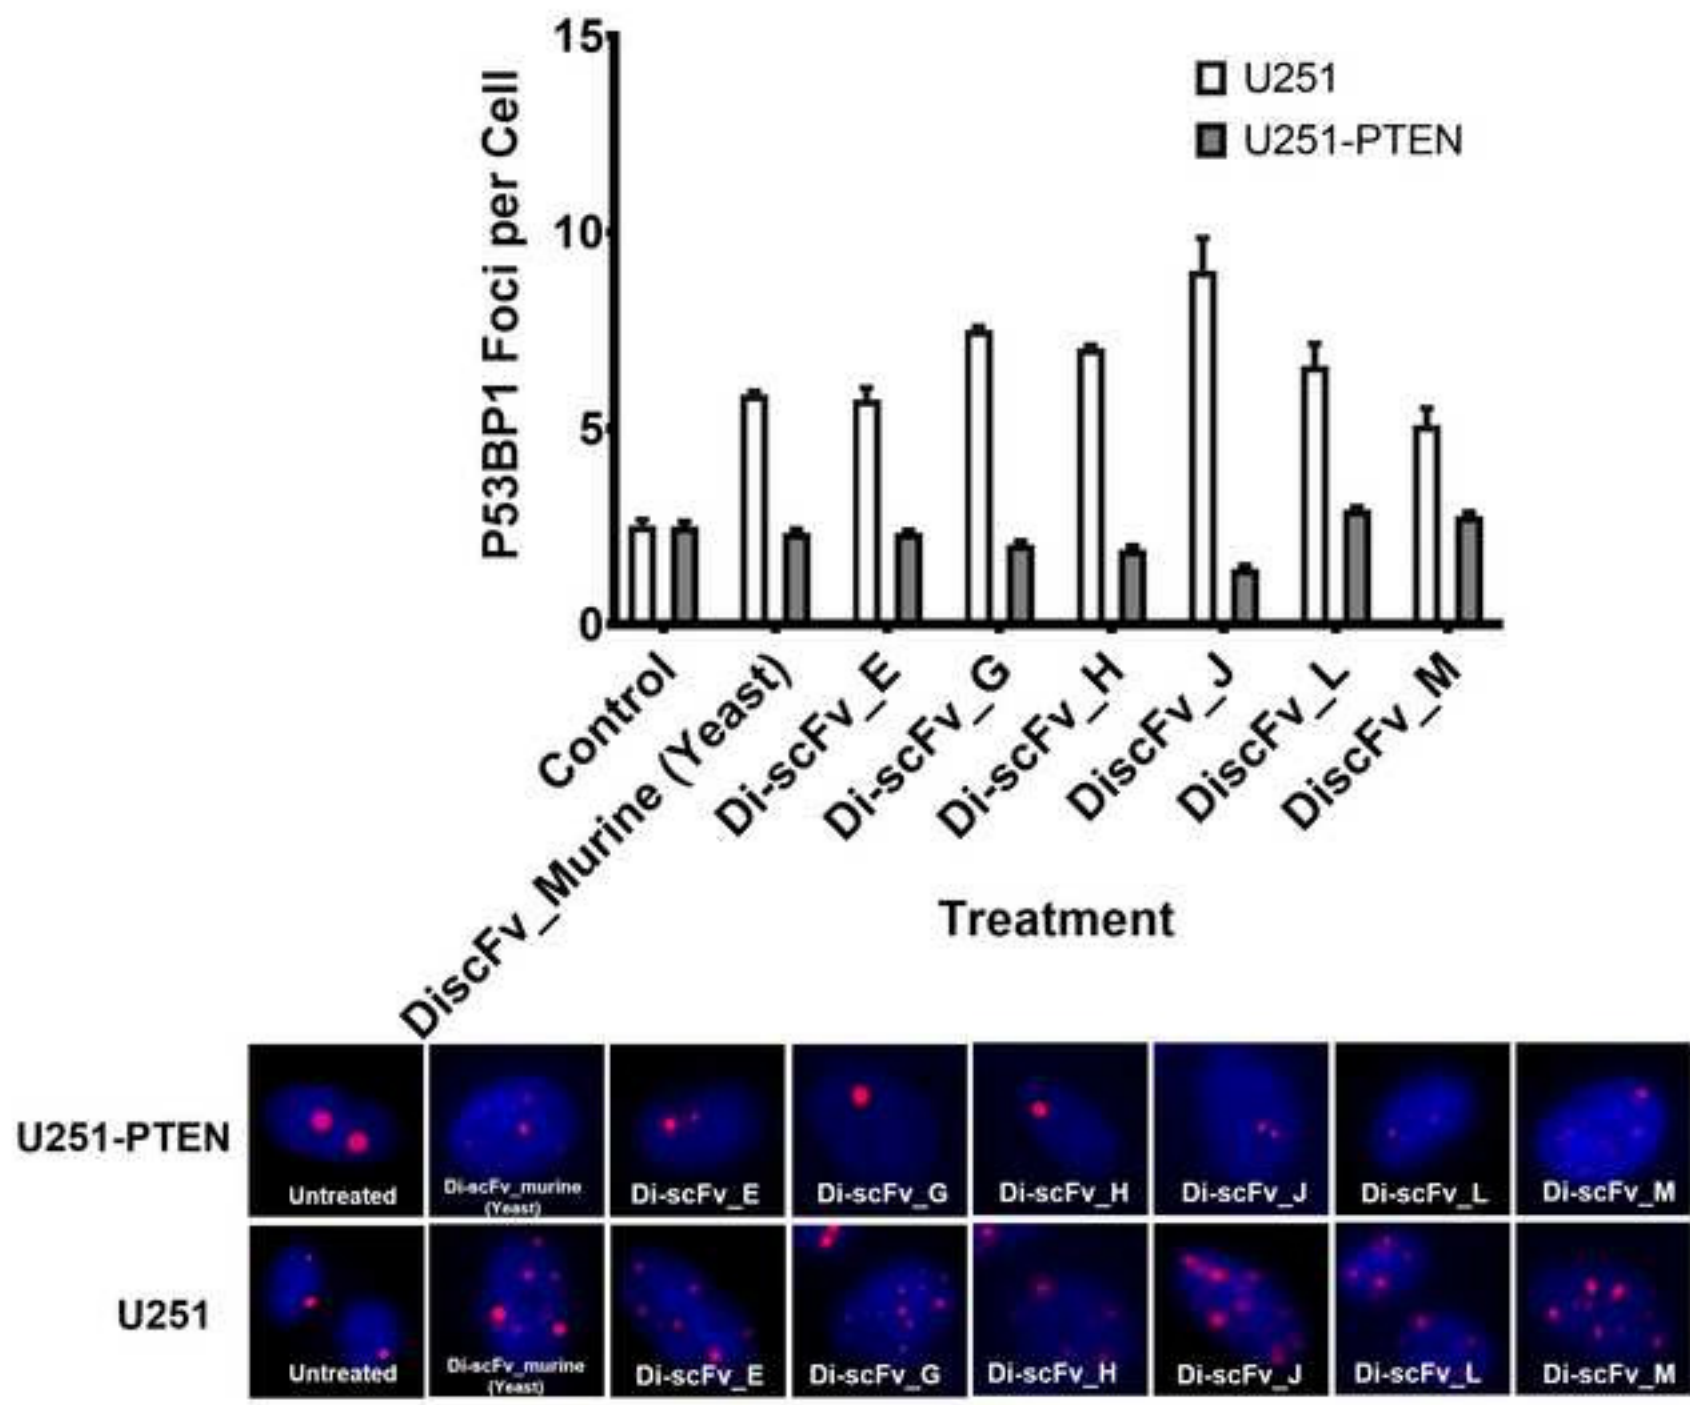 P53BP1 Foci per Cell
15
10
5
0
U251
U251-PTEN
Control
DiscFv_Murine (Yeast)
Di-scFv_E
Di-scFv_G
Di-scFv_H
DiscFv_J
DiscFv_L
DiscFv_M
Treatment
U251-PTEN
Untreated
Di-scFv_murine
(Yeast)
Di-scFv_E
Di-scFv_G
Di-scFv_H
Di-scFv_J
Di-scFv_L
Di-scFv_M
U251
Untreated
Di-scFv_murine
(Yeast)
Di-scFv_E
Di-scFv_G
Di-scFv_H
Di-scFv_J
Di-scFv_L
Di-scFv_M